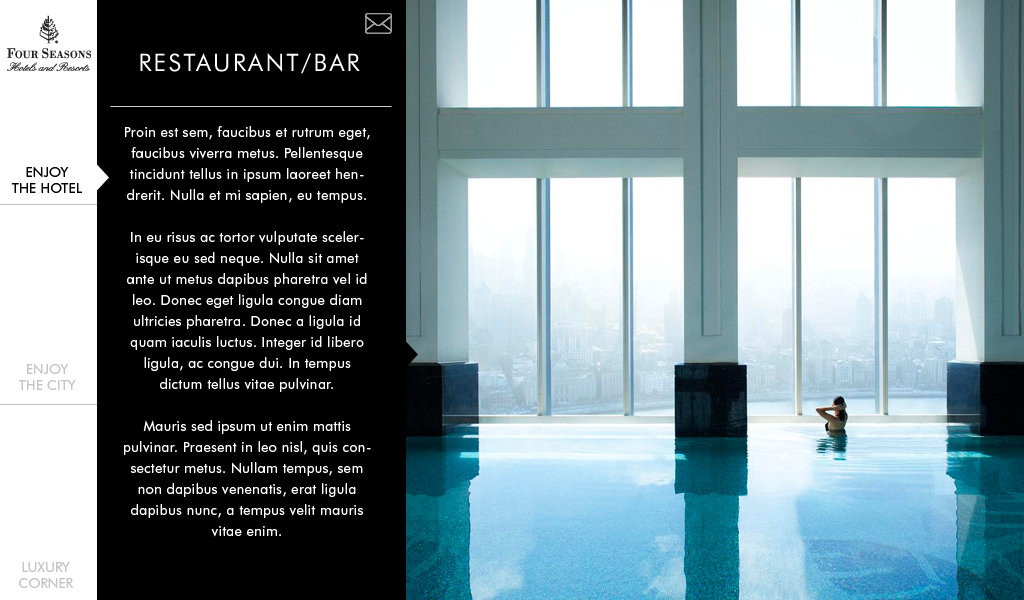 FOUR SEASONS
Hotels and Resorts
ENJOY
THE HOTEL
ENJOY
THE CITY
LUXURY
CORNER
RESTAURANT/BAR
Proin est sem, faucibus et rutrum eget,
faucibus viverra metus. Pellentesque
tincidunt tellus in ipsum laoreet hen-
drerit. Nulla et mi sapien, eu tempus.
In eu risus ac tortor vulputate sceler-
isque eu sed neque. Nulla sit amet
ante ut metus dapibus pharetra vel id
leo. Donec eget ligula congue diam
ultricies pharetra. Donec a ligula id
quam iaculis luctus. Integer id libero
ligula, ac congue dui. In tempus
dictum tellus vitae pulvinar.
Mauris sed ipsum ut enim mattis
pulvinar. Praesent in leo nisl, quis con-
sectetur metus. Nullam tempus, sem
non dapibus venenatis, erat ligula
dapibus nunc, a tempus velit mauris
vitae enim.